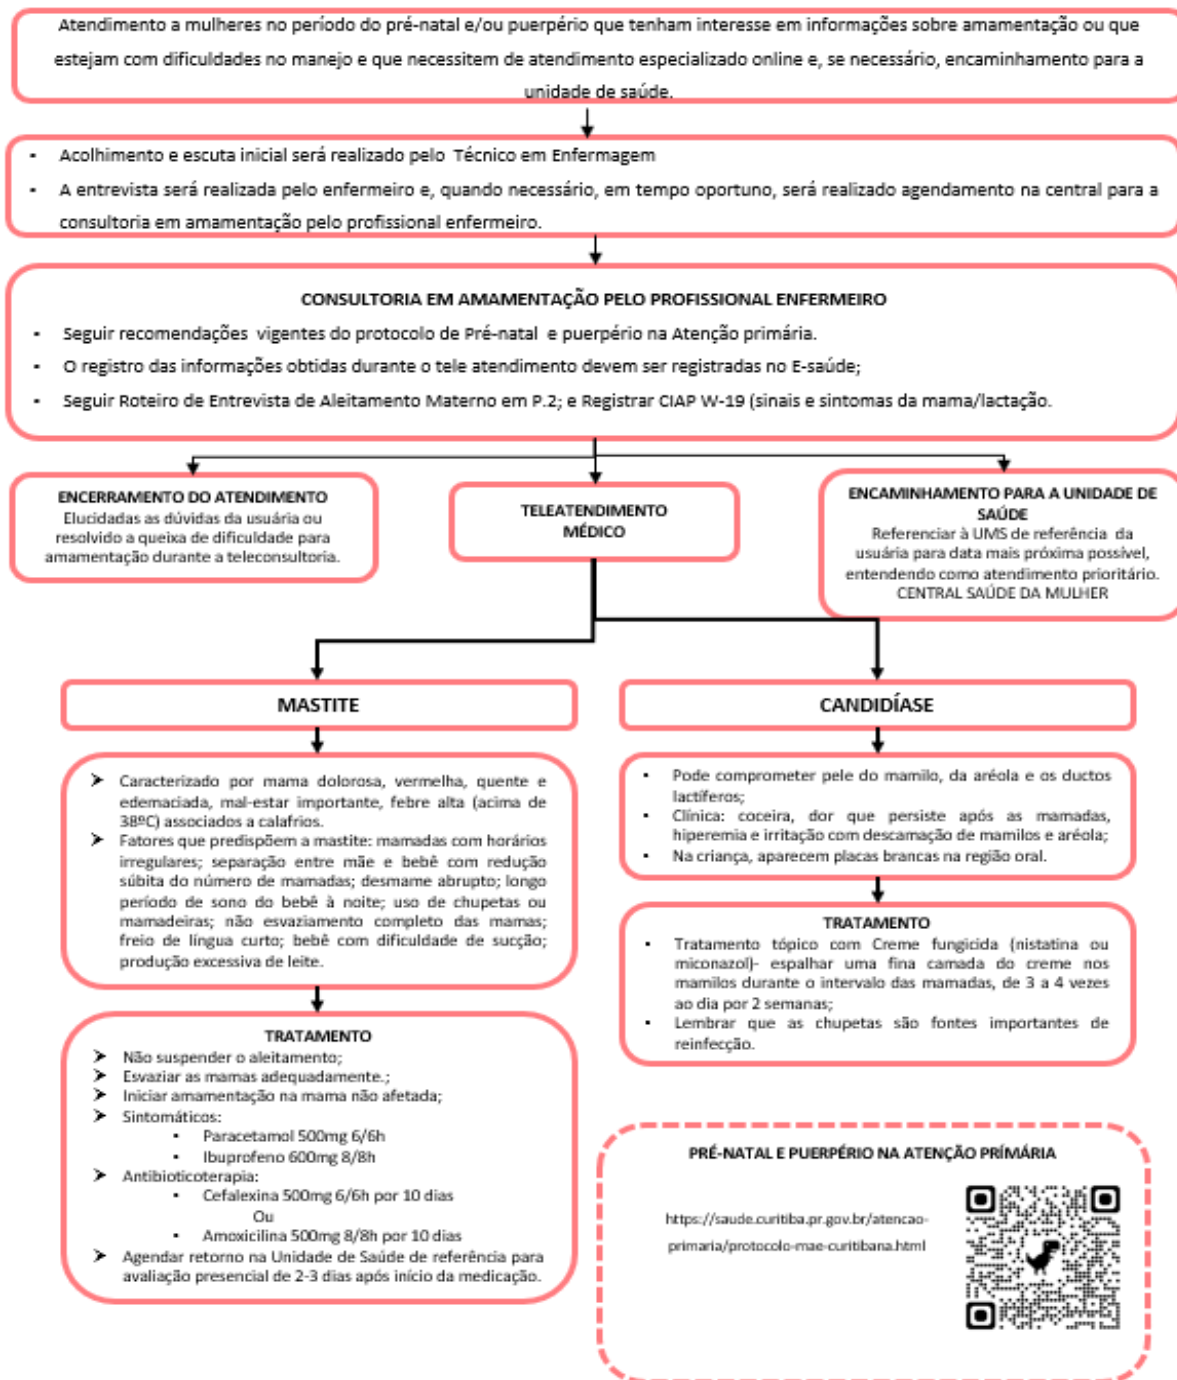 Atendimento a mulheres no período do pré-natal e/ou puerpério que tenham interesse em informações sobre amamentação ou que
estejam com dificuldades no manejo e que necessitem de atendimento especializado online e, se necessário, encaminhamento para a
unidade de saúde.
- Acolhimento e escuta inicial será realizado pelo Técnico em Enfermagem
- A entrevista será realizada pelo enfermeiro e, quando necessário, em tempo oportuno, será realizado agendamento na central para a
consultoria em amamentação pelo profissional enfermeiro.
CONSULTORIA EM AMAMENTAÇÃO PELO PROFISSIONAL ENFERMEIRO
- Seguir recomendações vigentes do protocolo de Pré-natal e puerpério na Atenção primária.
- O registro das informações obtidas durante o tele atendimento devem ser registradas no E-saúde;
- Seguir Roteiro de Entrevista de Aleitamento Materno em P.2; e Registrar CIAP W-19 (sinais e sintomas da mama/lactação.
ENCERRAMENTO DO ATENDIMENTO
Elucidadas as dúvidas da usuária ou
resolvido a queixa de dificuldade para
amamentação durante a teleconsultoria.
TELEATENDIMENTO
MÉDICO
ENCAMINHAMENTO PARA A UNIDADE DE
SAÚDE
Referenciar à UMS de referência da
usuária para data mais próxima possível,
entendendo como atendimento prioritário.
CENTRAL SAÚDE DA MULHER
MASTITE
➤ Caracterizado por mama dolorosa, vermelha, quente e
edemaciada, mal-estar importante, febre alta (acima de
38ºC) associados a calafrios.
➤ Fatores que predispõem a mastite: mamadas com horários
irregulares; separação entre mãe e bebê com redução
súbita do número de mamadas; desmame abrupto; longo
período de sono do bebê à noite; uso de chupetas ou
mamadeiras; não esvaziamento completo das mamas;
freio de língua curto; bebê com dificuldade de sucção;
produção excessiva de leite.
TRATAMENTO
➤ Não suspender o aleitamento;
➤ Esvaziar as mamas adequadamente.;
➤ Iniciar amamentação na mama não afetada;
➤ Sintomáticos:
▪ Paracetamol 500mg 6/6h
▪ Ibuprofeno 600mg 8/8h
➤ Antibioticoterapia:
▪ Cefalexina 500mg 6/6h por 10 dias
Ou
▪ Amoxicilina 500mg 8/8h por 10 dias
➤ Agendar retorno na Unidade de Saúde de referência para
avaliação presencial de 2-3 dias após início da medicação.
CANDIDÍASE
▪ Pode comprometer pele do mamilo, da aréola e os ductos
lactíferos;
▪ Clínica: coceira, dor que persiste após as mamadas,
hiperemia e irritação com descamação de mamilos e aréola;
▪ Na criança, aparecem placas brancas na região oral.
TRATAMENTO
▪ Tratamento tópico com Creme fungicida (nistatina ou
miconazol)- espalhar uma fina camada do creme nos
mamilos durante o intervalo das mamadas, de 3 a 4 vezes
ao dia por 2 semanas;
▪ Lembrar que as chupetas são fontes importantes de
reinfecção.
PRÉ-NATAL E PUERPÉRIO NA ATENÇÃO PRÍMÁRIA
https://saude.curitiba.pr.gov.br/atencao-
primaria/protocolo-mae-curitibana.html